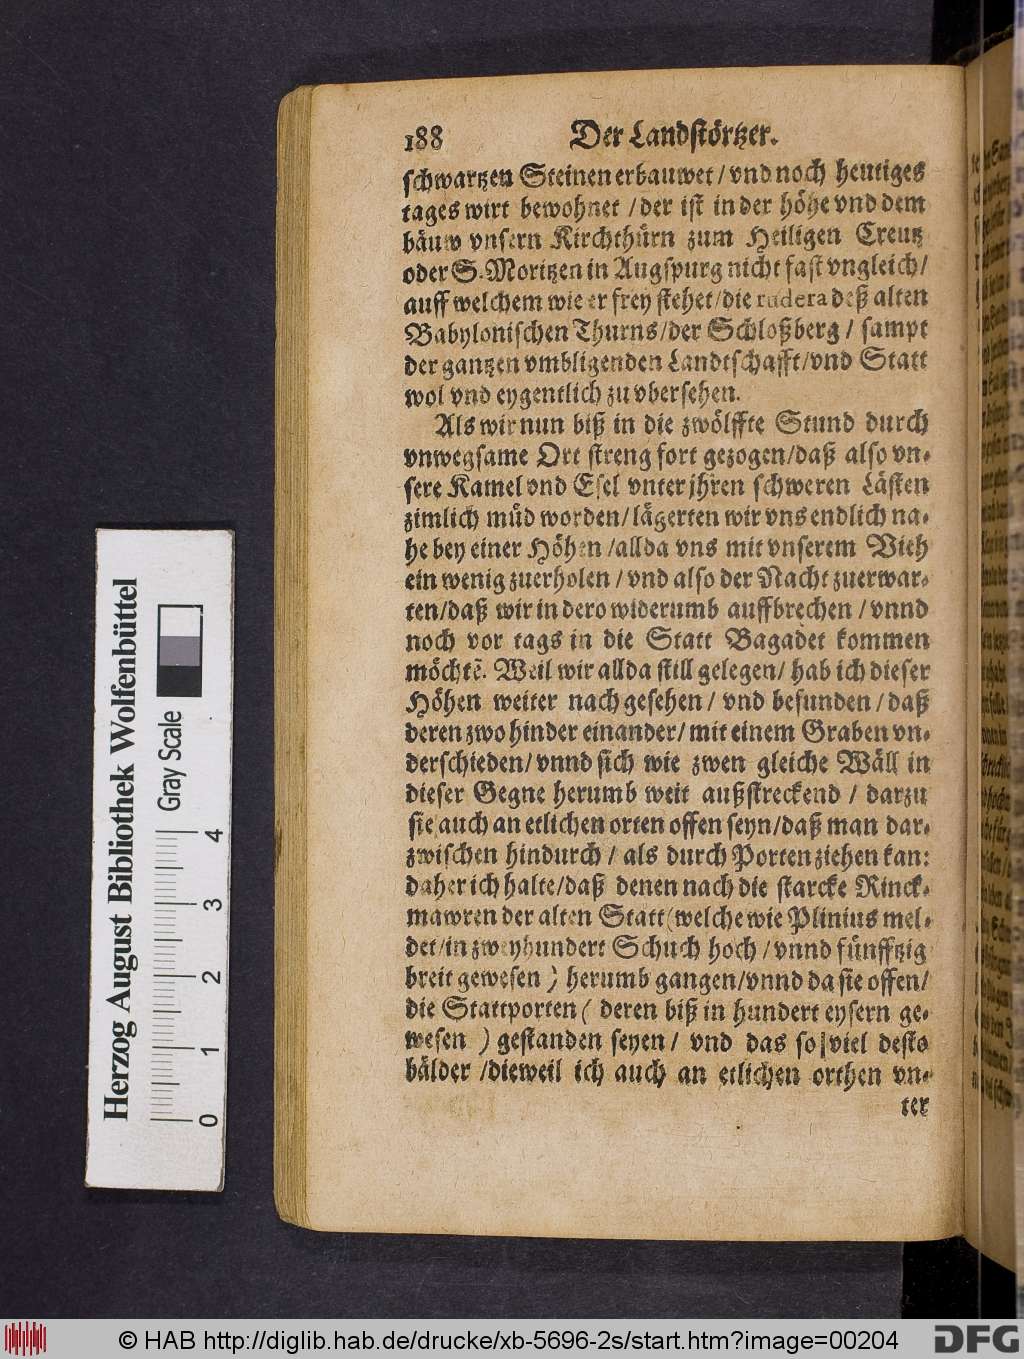 188 Der Landstörtzer.
schwartzen Steinen erbauwet / vnd noch heutiges
tages wirt bewohnet / der ist in der höhe vnd dem
bäuw vnsern Kirchthürn zum Heiligen Creutz
oder S. Moritzen in Augspurg nicht fast vngleich /
auff welchem wie er frey stehet / die rudera deß alten
Babylonischen Thurns / der Schloßberg / sampt
der gantzen vmbligenden Landtschafft / vnd Statt
wol vnd eygentlich zu vbersehen.
Als wir nun biß in die zwölffte Stund durch
vnwegsame Ort streng fort gezogen / daß also vn-
sere Kamel vnd Esel vnter jhren schweren Lästen
zimlich müd worden / lägerten wir vns endlich na-
he bey einer Höhen / allda vns mit vnserem Vieh
ein wenig zuerholen / vnd also der Nacht zuerwar-
ten / daß wir in dero widerumb auffbrechen / vnnd
noch vor tags in die Statt Bagadet kommen
möchtē. Weil wir allda still gelegen / hab ich dieser
Höhen weiter nachgesehen / vnd befunden / daß
deren zwo hinder einander / mit einem Graben vn-
derschieden / vnnd sich wie zwen gleiche Wäll in
dieser Gegne herumb weit außstreckend / darzu
sie auch an etlichen orten offen seyn / daß man dar-
zwischen hindurch / als durch Porten ziehen kan:
daher ich halte / daß denen nach die starcke Rinck-
mawren der alten Statt (welche wie Plinius mel-
det / in zweyhundert Schuch hoch / vnnd fünfftzig
breit gewesen ) herumb gangen / vnnd da sie offen /
die Stattporten ( deren biß in hundert eysern ge-
wesen ) gestanden seyen / vnd das so viel desto
bälder / dieweil ich auch an etlichen orthen vn-
ter
Herzog August Bibliothek Wolfenbüttel
Gray Scale
0 1 2 3 4
© HAB http://diglib.hab.de/drucke/xb-5696-2s/start.htm?image=00204
DFG